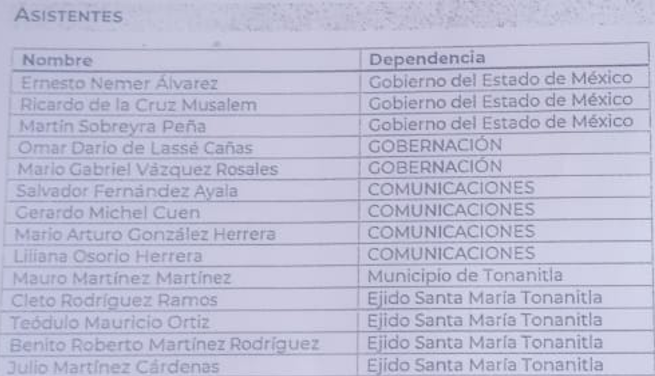 ASISTENTES
Nombre Dependencia
Ernesto Nemer Álvarez Gobierno del Estado de México
Ricardo de la Cruz Musalem Gobierno del Estado de México
Martín Sobreyra Peña Gobierno del Estado de México
Omar Dario de Lassé Cañas GOBERNACIÓN
Mario Gabriel Vázquez Rosales GOBERNACIÓN
Salvador Fernández Ayala COMUNICACIONES
Gerardo Michel Cuen COMUNICACIONES
Mario Arturo González Herrera COMUNICACIONES
Liliana Osorio Herrera COMUNICACIONES
Mauro Martínez Martínez Municipio de Tonanitla
Cleto Rodríguez Ramos Ejido Santa María Tonanitla
Teódulo Mauricio Ortiz Ejido Santa María Tonanitla
Benito Roberto Martínez Rodríguez Ejido Santa María Tonanitla
Julio Martínez Cárdenas Ejido Santa María Tonanitla